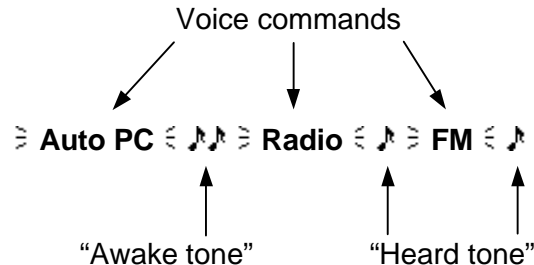 Voice commands
Auto PC Radio FM
“Awake tone” “Heard tone”